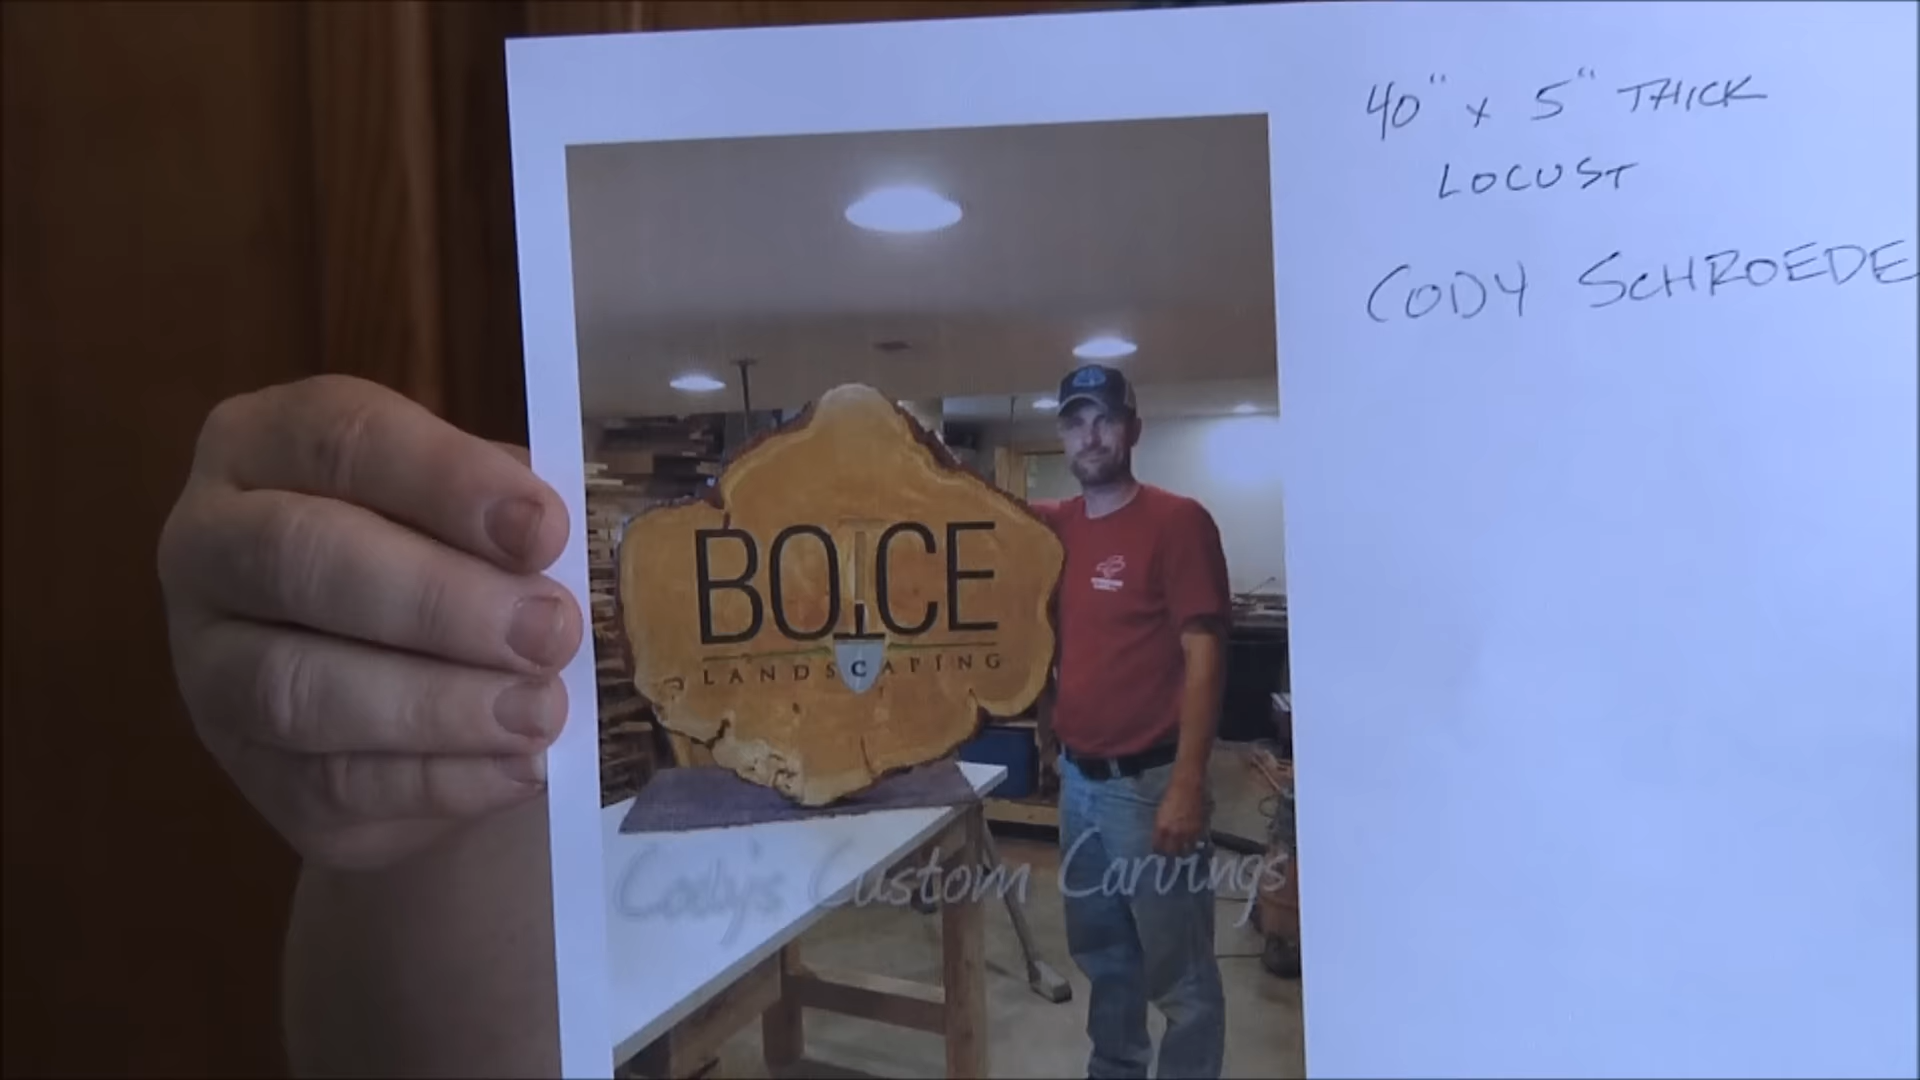 40" x 5" THICK
LOCUST
CODY SCHROEDE
BOICE
LANDSCAPING
Cody's Custom Carvings